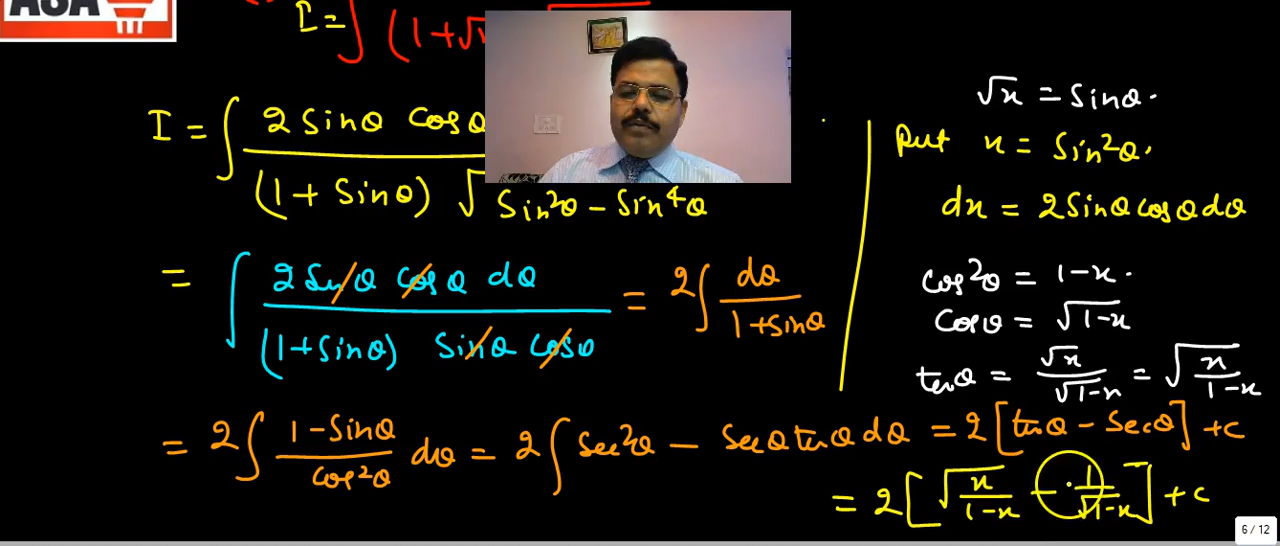 I = ∫ (1+√x
I = ∫ 2 Sinθ Cosθ / (1+ Sinθ) √ Sin²θ − Sin⁴θ
= ∫ 2 Sinθ Cosθ dθ / (1+Sinθ) Sinθ Cosθ = 2∫ dθ / 1+Sinθ
= 2∫ 1−Sinθ / Cos²θ dθ = 2∫ Sec²θ − Secθ tanθ dθ = 2[tanθ − Secθ] + c
= 2[√x/1−x − 1/√1−x] + c
√x = Sinθ.
Put x = Sin²θ.
dx = 2Sinθ Cosθ dθ
Cos²θ = 1−x.
Cosθ = √1−x
tanθ = √x/√1−x = √x/1−x
6 / 12